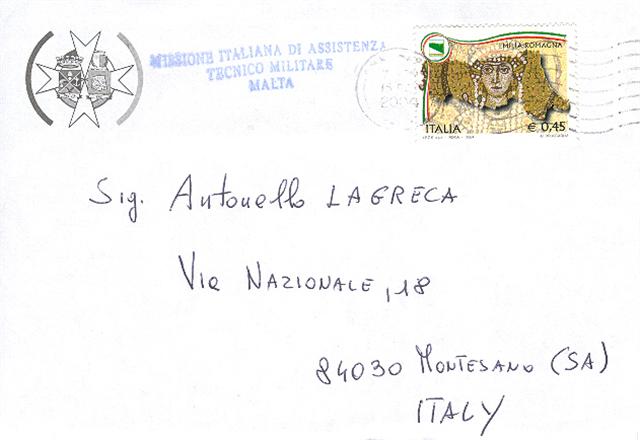 MISSIONE ITALIANA DI ASSISTENZA
TECNICO MILITARE
MALTA
EMILIA-ROMAGNA
ITALIA
€ 0,45
Sig. Antonello LAGRECA
Via NAZIONALE, 18
84030 MONTESANO (SA)
ITALY